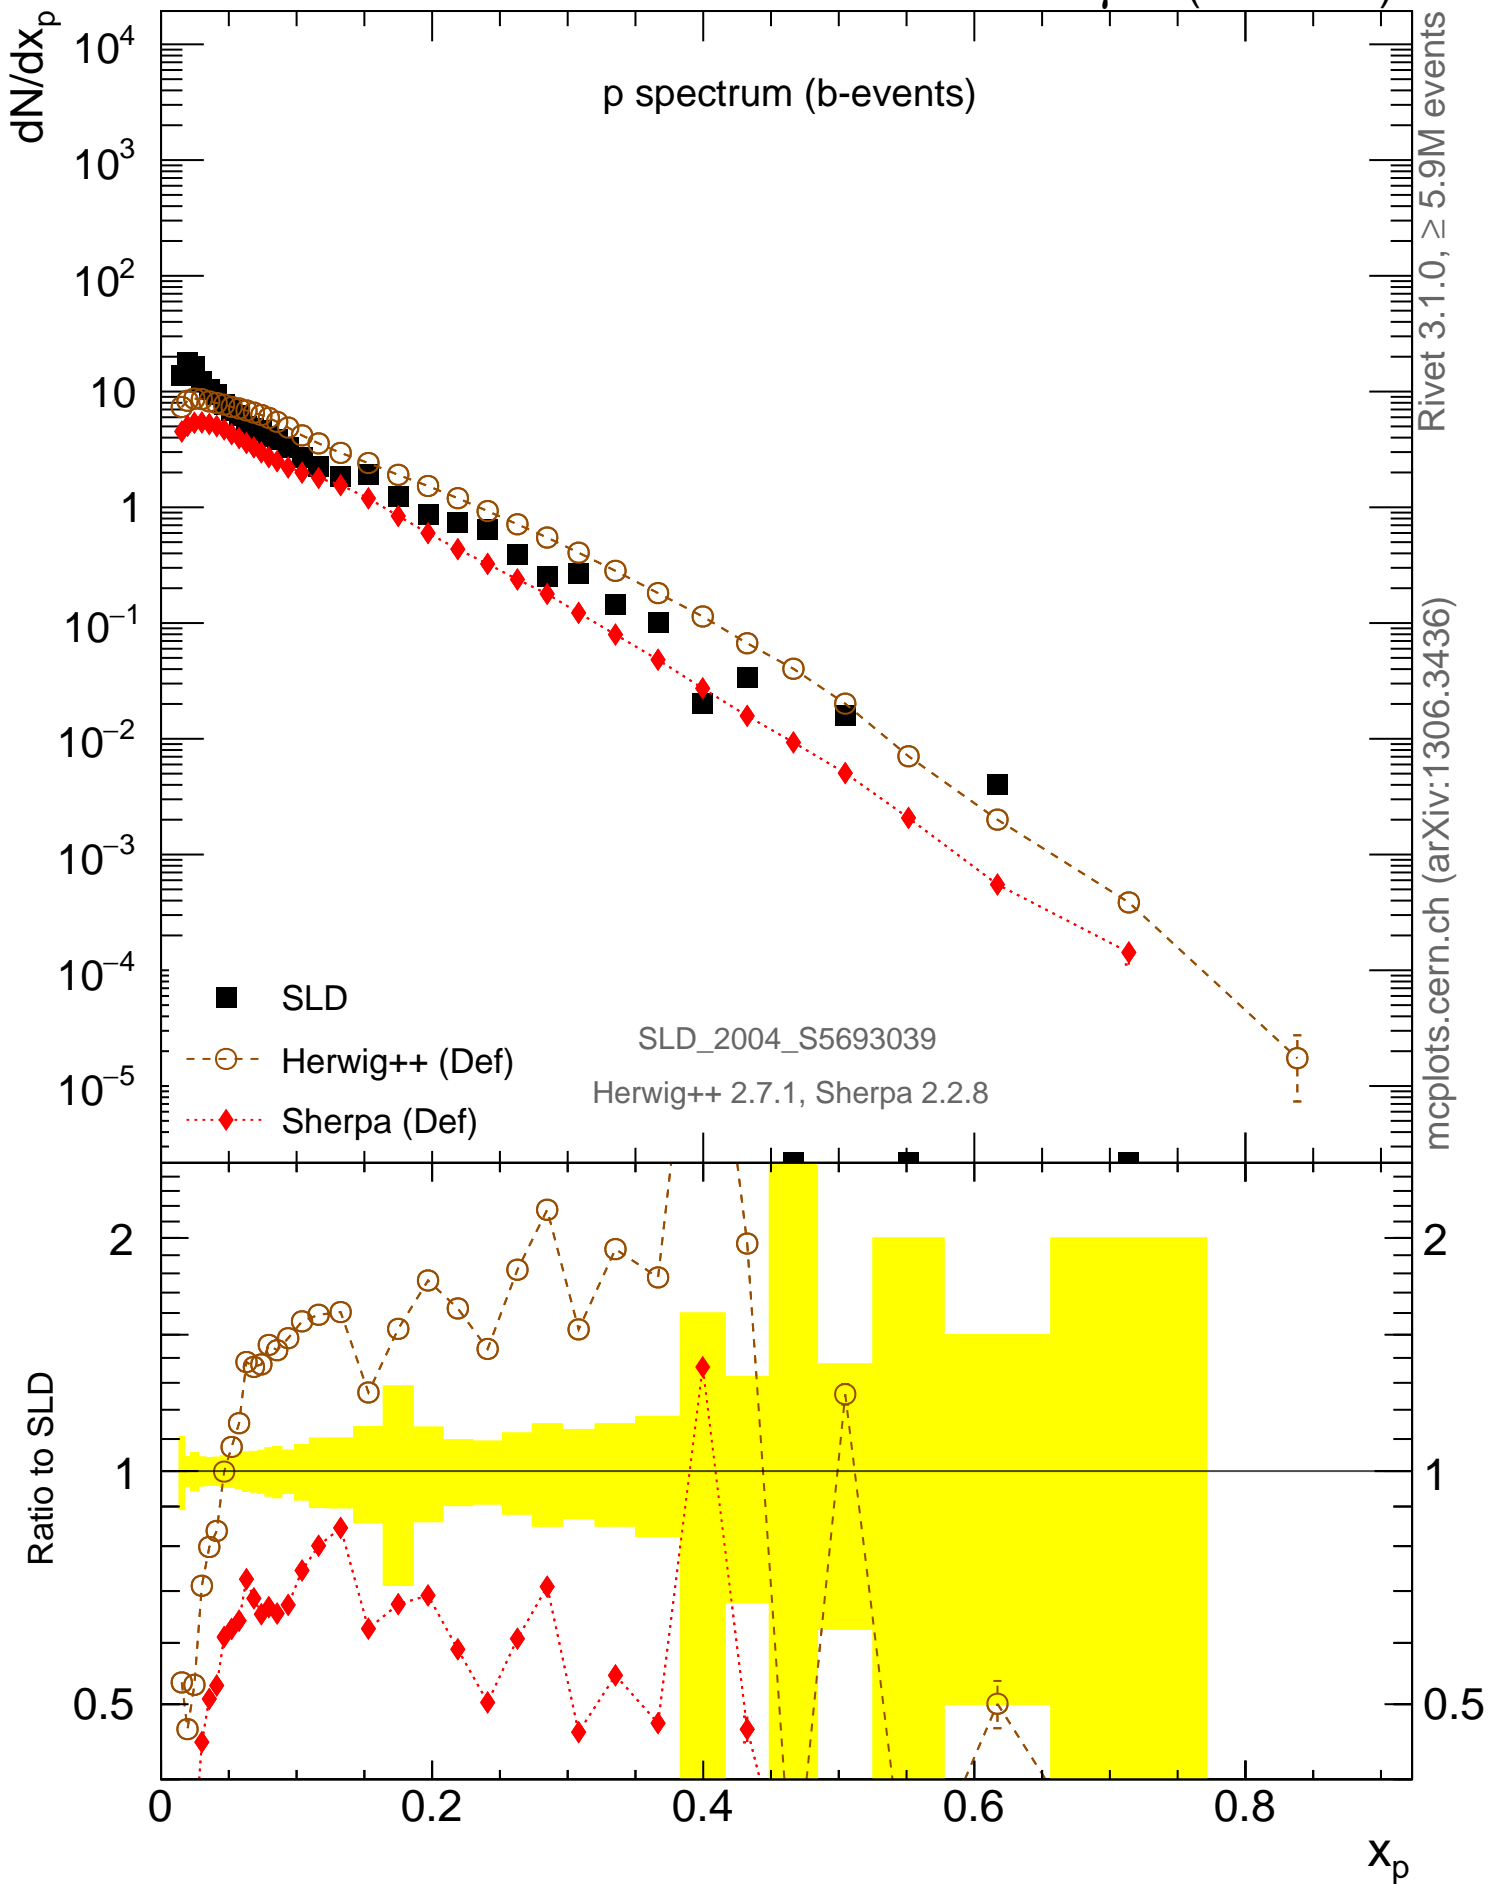 dN/dx_p
p spectrum (b-events)
10^4
10^3
10^2
10
1
10^−1
10^−2
10^−3
10^−4
10^−5
SLD
Herwig++ (Def)
Sherpa (Def)
SLD_2004_S5693039
Herwig++ 2.7.1, Sherpa 2.2.8
Rivet 3.1.0, ≥ 5.9M events
mcplots.cern.ch (arXiv:1306.3436)
Ratio to SLD
2
1
0.5
2
1
0.5
0
0.2
0.4
0.6
0.8
x_p